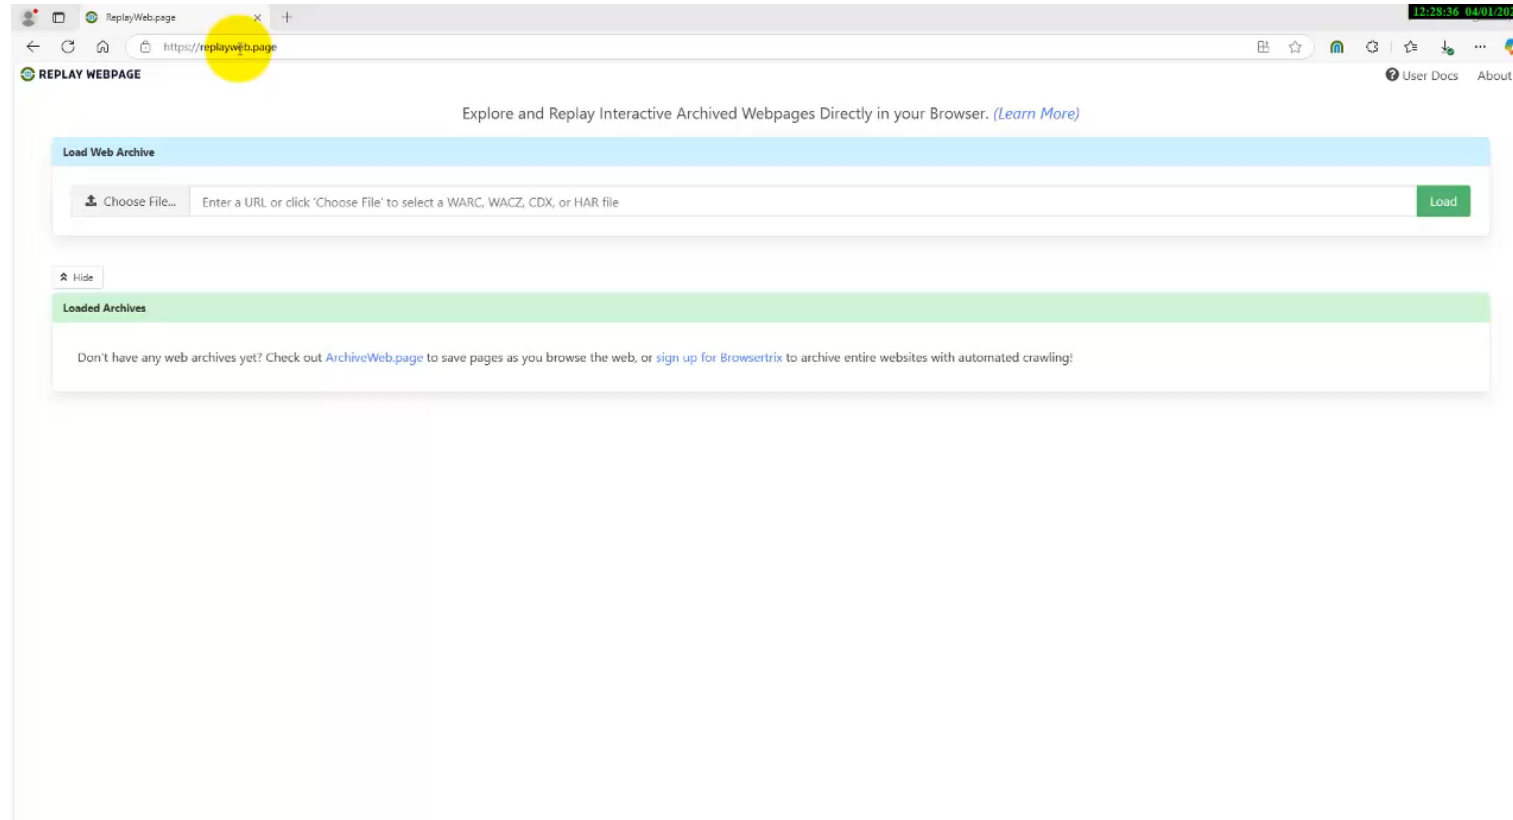 ReplayWeb.page
12:28:36 04/01/202
https://replayweb.page
REPLAY WEBPAGE
User Docs About
Explore and Replay Interactive Archived Webpages Directly in your Browser. (Learn More)
Load Web Archive
Choose File... Enter a URL or click 'Choose File' to select a WARC, WACZ, CDX, or HAR file Load
Hide
Loaded Archives
Don't have any web archives yet? Check out ArchiveWeb.page to save pages as you browse the web, or sign up for Browsertrix to archive entire websites with automated crawling!